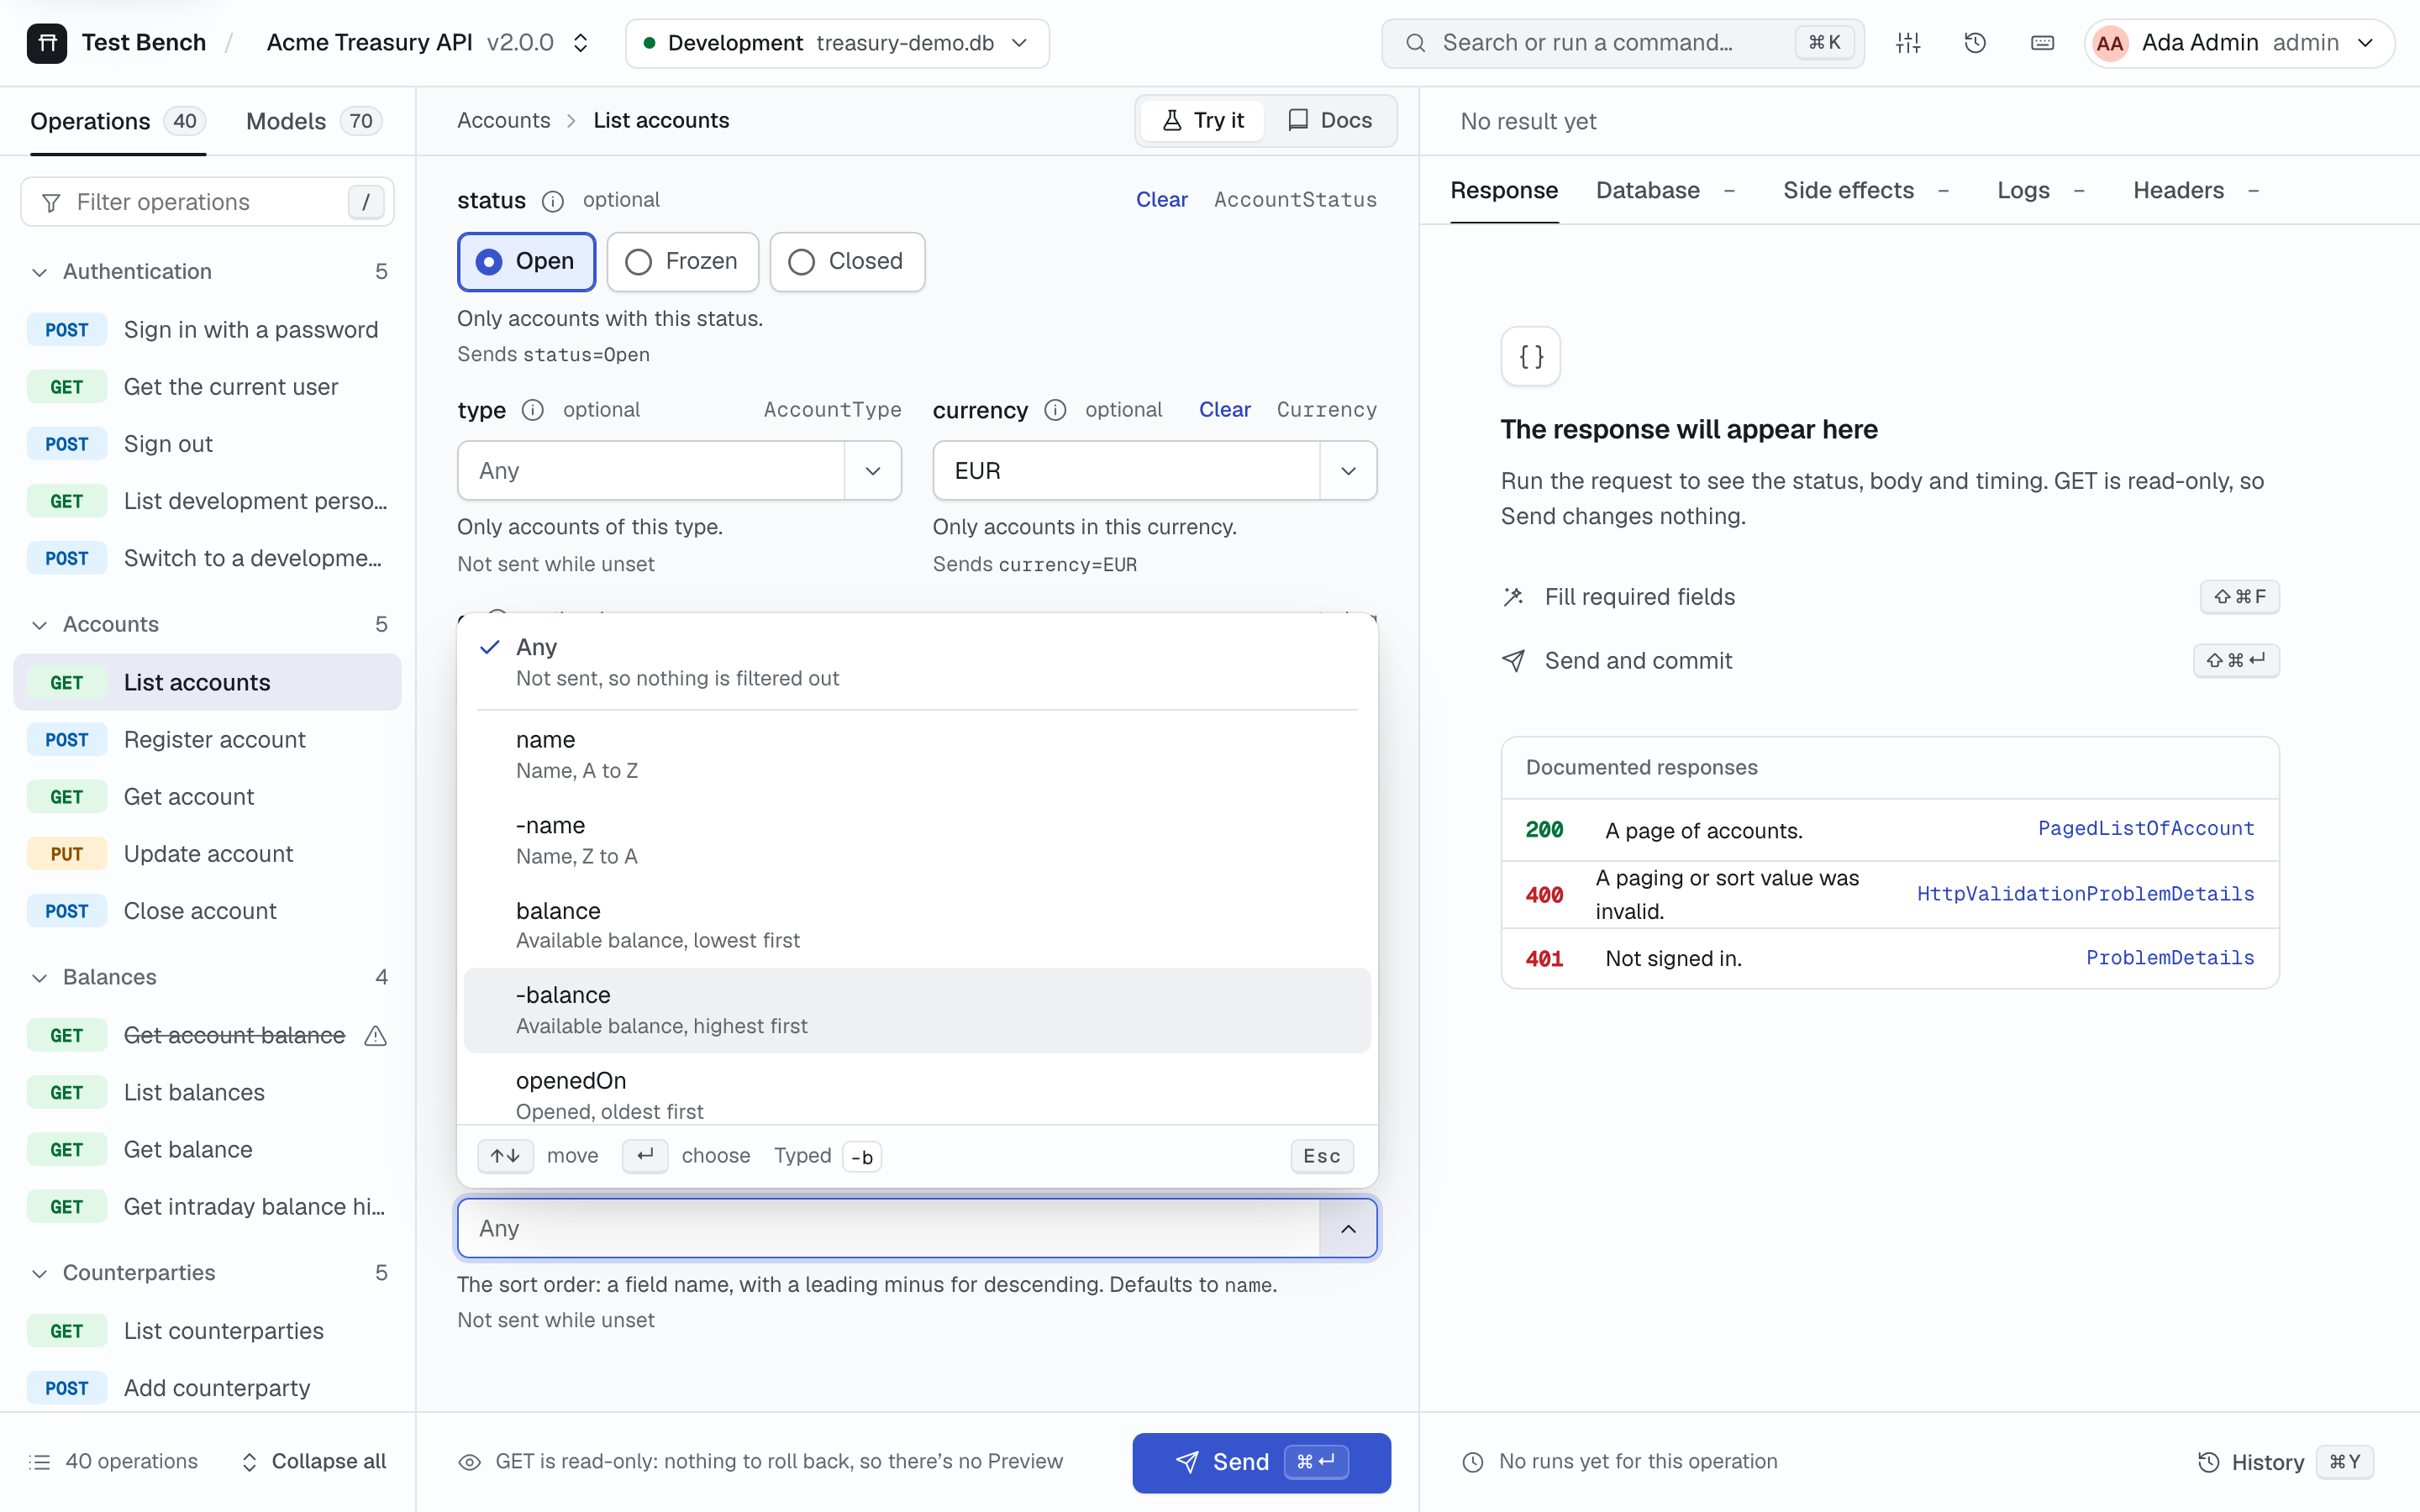 Test Bench / Acme Treasury API v2.0.0
Development treasury-demo.db
Search or run a command... ⌘K
AA Ada Admin admin
Operations 40 Models 70
Filter operations /
Authentication 5
POST Sign in with a password
GET Get the current user
POST Sign out
GET List development perso...
POST Switch to a developme...
Accounts 5
GET List accounts
POST Register account
GET Get account
PUT Update account
POST Close account
Balances 4
GET Get account balance
GET List balances
GET Get balance
GET Get intraday balance hi...
Counterparties 5
GET List counterparties
POST Add counterparty
40 operations Collapse all
Accounts > List accounts
Try it Docs
status optional Clear AccountStatus
Open Frozen Closed
Only accounts with this status.
Sends status=Open
type optional AccountType
Any
Only accounts of this type.
Not sent while unset
currency optional Clear Currency
EUR
Only accounts in this currency.
Sends currency=EUR
Any
Not sent, so nothing is filtered out
name
Name, A to Z
-name
Name, Z to A
balance
Available balance, lowest first
-balance
Available balance, highest first
openedOn
Opened, oldest first
↑↓ move ↵ choose Typed -b Esc
Any
The sort order: a field name, with a leading minus for descending. Defaults to name.
Not sent while unset
GET is read-only: nothing to roll back, so there’s no Preview
Send ⌘↵
No result yet
Response Database – Side effects – Logs – Headers –
{}
The response will appear here
Run the request to see the status, body and timing. GET is read-only, so
Send changes nothing.
Fill required fields ⇧⌘F
Send and commit ⇧⌘↵
Documented responses
200 A page of accounts. PagedListOfAccount
400 A paging or sort value was
invalid. HttpValidationProblemDetails
401 Not signed in. ProblemDetails
No runs yet for this operation
History ⌘Y